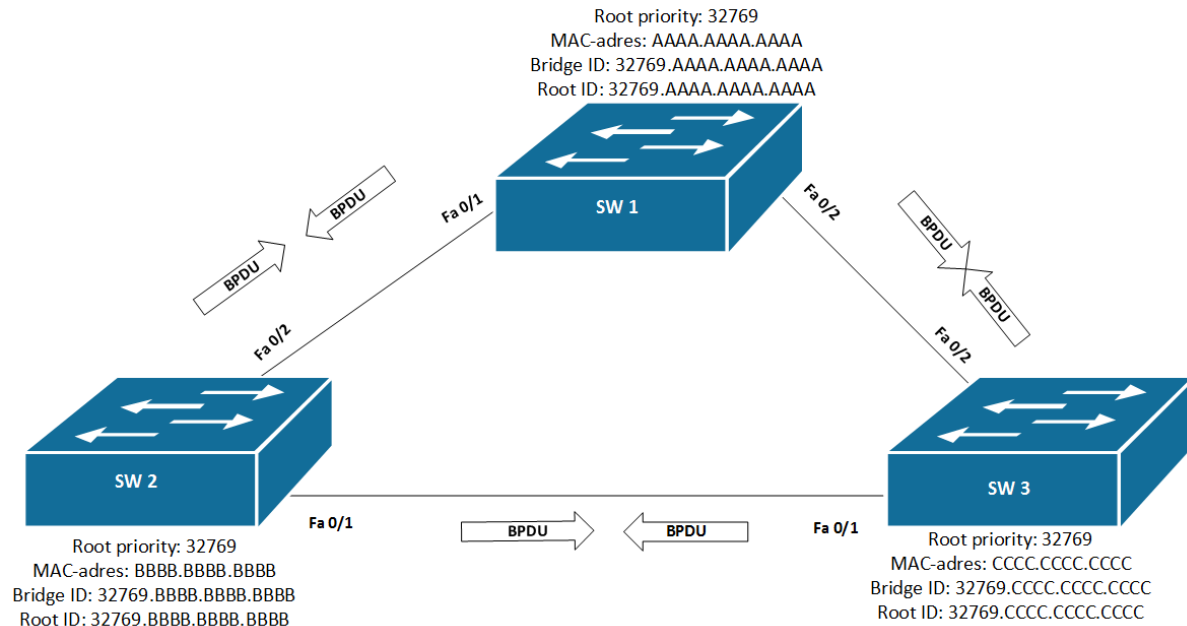 Root priority: 32769
MAC-adres: AAAA.AAAA.AAAA
Bridge ID: 32769.AAAA.AAAA.AAAA
Root ID: 32769.AAAA.AAAA.AAAA
SW 1
Fa 0/1
Fa 0/2
BPDU
BPDU
BPDU
BPDU
Fa 0/2
Fa 0/2
SW 2
SW 3
Fa 0/1
BPDU
BPDU
Fa 0/1
Root priority: 32769
MAC-adres: BBBB.BBBB.BBBB
Bridge ID: 32769.BBBB.BBBB.BBBB
Root ID: 32769.BBBB.BBBB.BBBB
Root priority: 32769
MAC-adres: CCCC.CCCC.CCCC
Bridge ID: 32769.CCCC.CCCC.CCCC
Root ID: 32769.CCCC.CCCC.CCCC